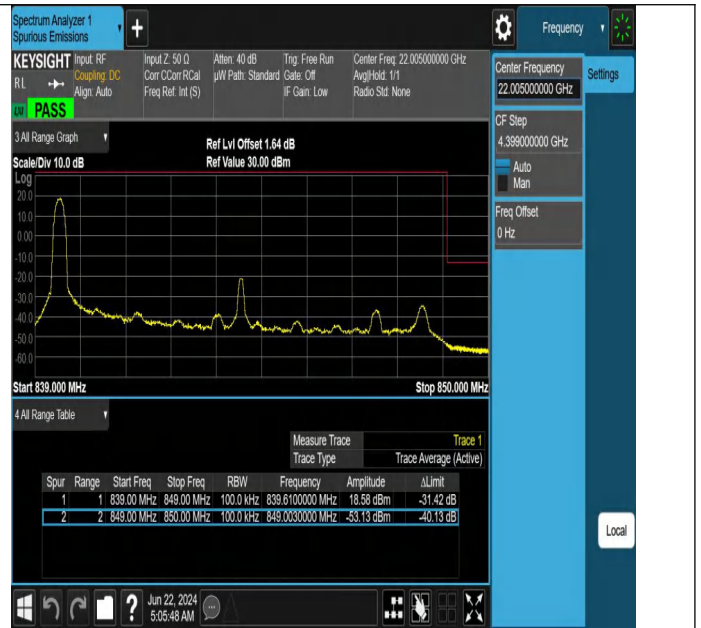 Spectrum Analyzer 1
Spurious Emissions
Frequency
KEYSIGHT
Input: RF
Coupling: DC
Align: Auto
Input Z: 50 Ω
Corr CCorr RCal
Freq Ref: Int (S)
Atten: 40 dB
µW Path: Standard
Trig: Free Run
Gate: Off
IF Gain: Low
Center Freq: 22.005000000 GHz
Avg|Hold: 1/1
Radio Std: None
RL
LXI
PASS
Center Frequency
22.005000000 GHz
Settings
CF Step
4.399000000 GHz
Auto
Man
Freq Offset
0 Hz
3 All Range Graph
Scale/Div 10.0 dB
Ref Lvl Offset 1.64 dB
Ref Value 30.00 dBm
Log
20.0
10.0
0.00
-10.0
-20.0
-30.0
-40.0
-50.0
-60.0
Start 839.000 MHz
Stop 850.000 MHz
4 All Range Table
Measure Trace Trace 1
Trace Type Trace Average (Active)
Spur Range Start Freq Stop Freq RBW Frequency Amplitude ΔLimit
1 1 839.00 MHz 849.00 MHz 100.0 kHz 839.6100000 MHz 18.58 dBm -31.42 dB
2 2 849.00 MHz 850.00 MHz 100.0 kHz 849.0030000 MHz -53.13 dBm -40.13 dB
Local
Jun 22, 2024
5:05:48 AM